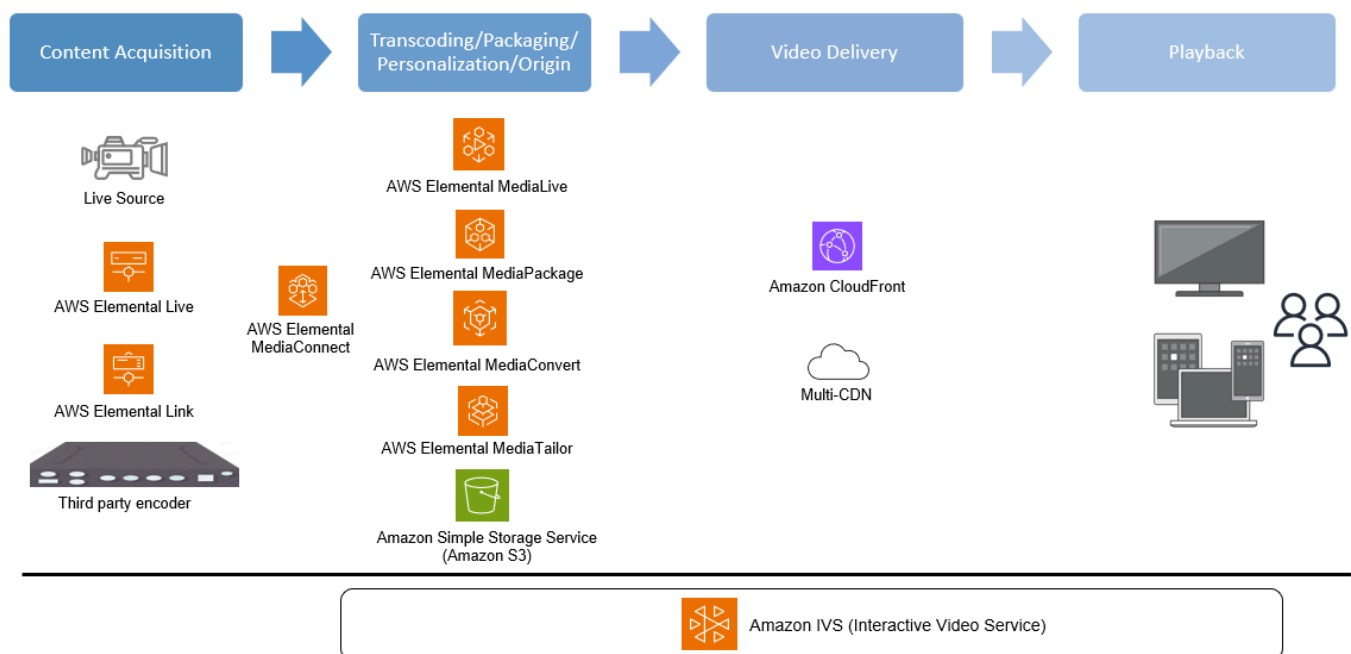 Content Acquisition
Transcoding/Packaging/
Personalization/Origin
Video Delivery
Playback
Live Source
AWS Elemental Live
AWS Elemental Link
Third party encoder
AWS Elemental
MediaConnect
AWS Elemental MediaLive
AWS Elemental MediaPackage
AWS Elemental MediaConvert
AWS Elemental MediaTailor
Amazon Simple Storage Service
(Amazon S3)
Amazon CloudFront
Multi-CDN
Amazon IVS (Interactive Video Service)